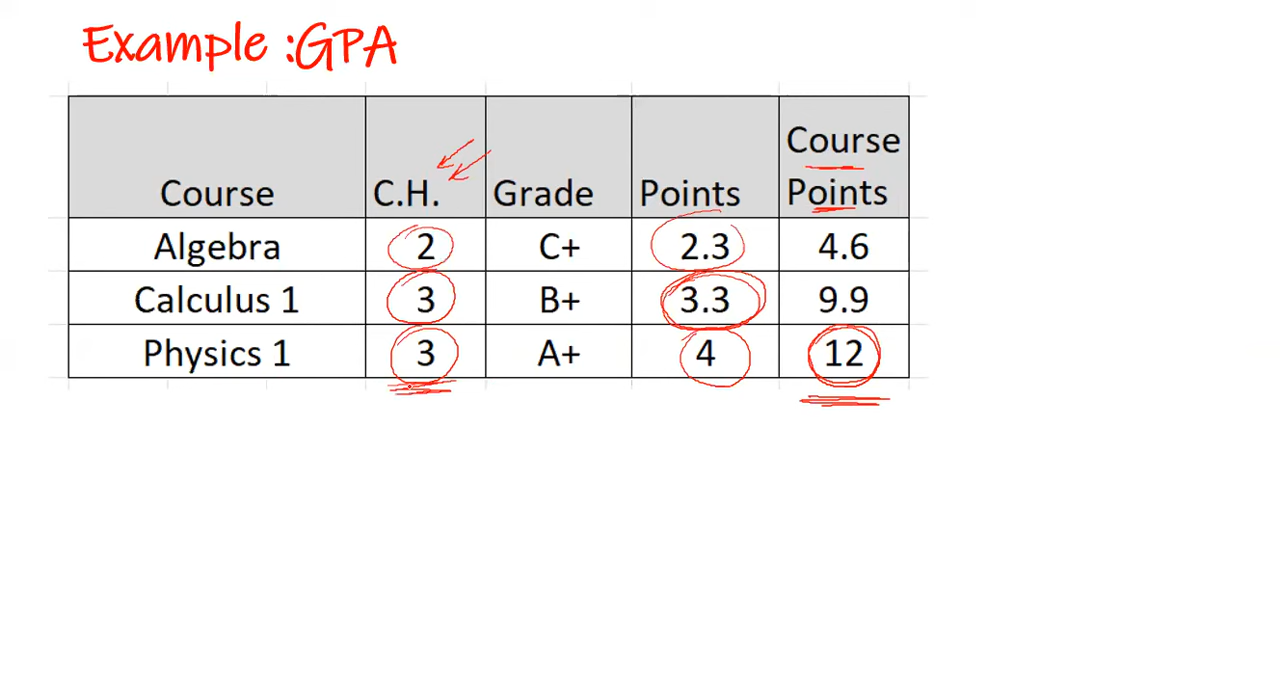 Example :GPA
Course C.H. Grade Points Course Points
Algebra 2 C+ 2.3 4.6
Calculus 1 3 B+ 3.3 9.9
Physics 1 3 A+ 4 12